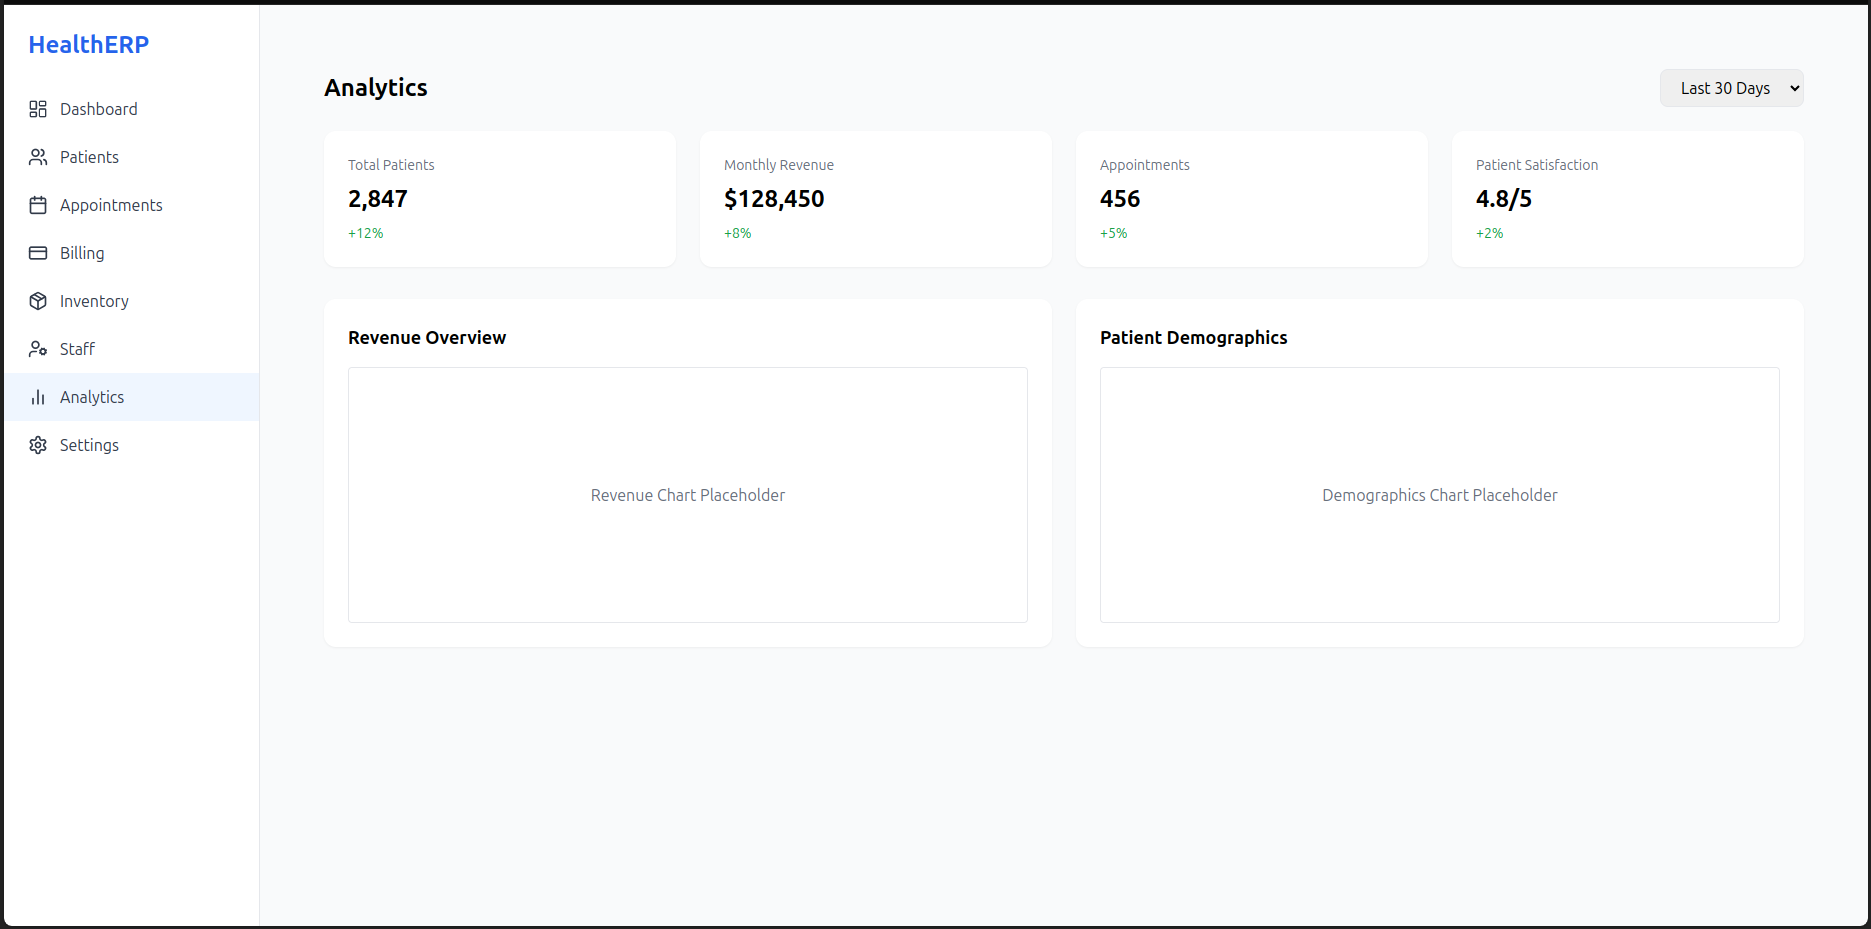 HealthERP
Dashboard
Patients
Appointments
Billing
Inventory
Staff
Analytics
Settings
Analytics
Last 30 Days
Total Patients
2,847
+12%
Monthly Revenue
$128,450
+8%
Appointments
456
+5%
Patient Satisfaction
4.8/5
+2%
Revenue Overview
Revenue Chart Placeholder
Patient Demographics
Demographics Chart Placeholder